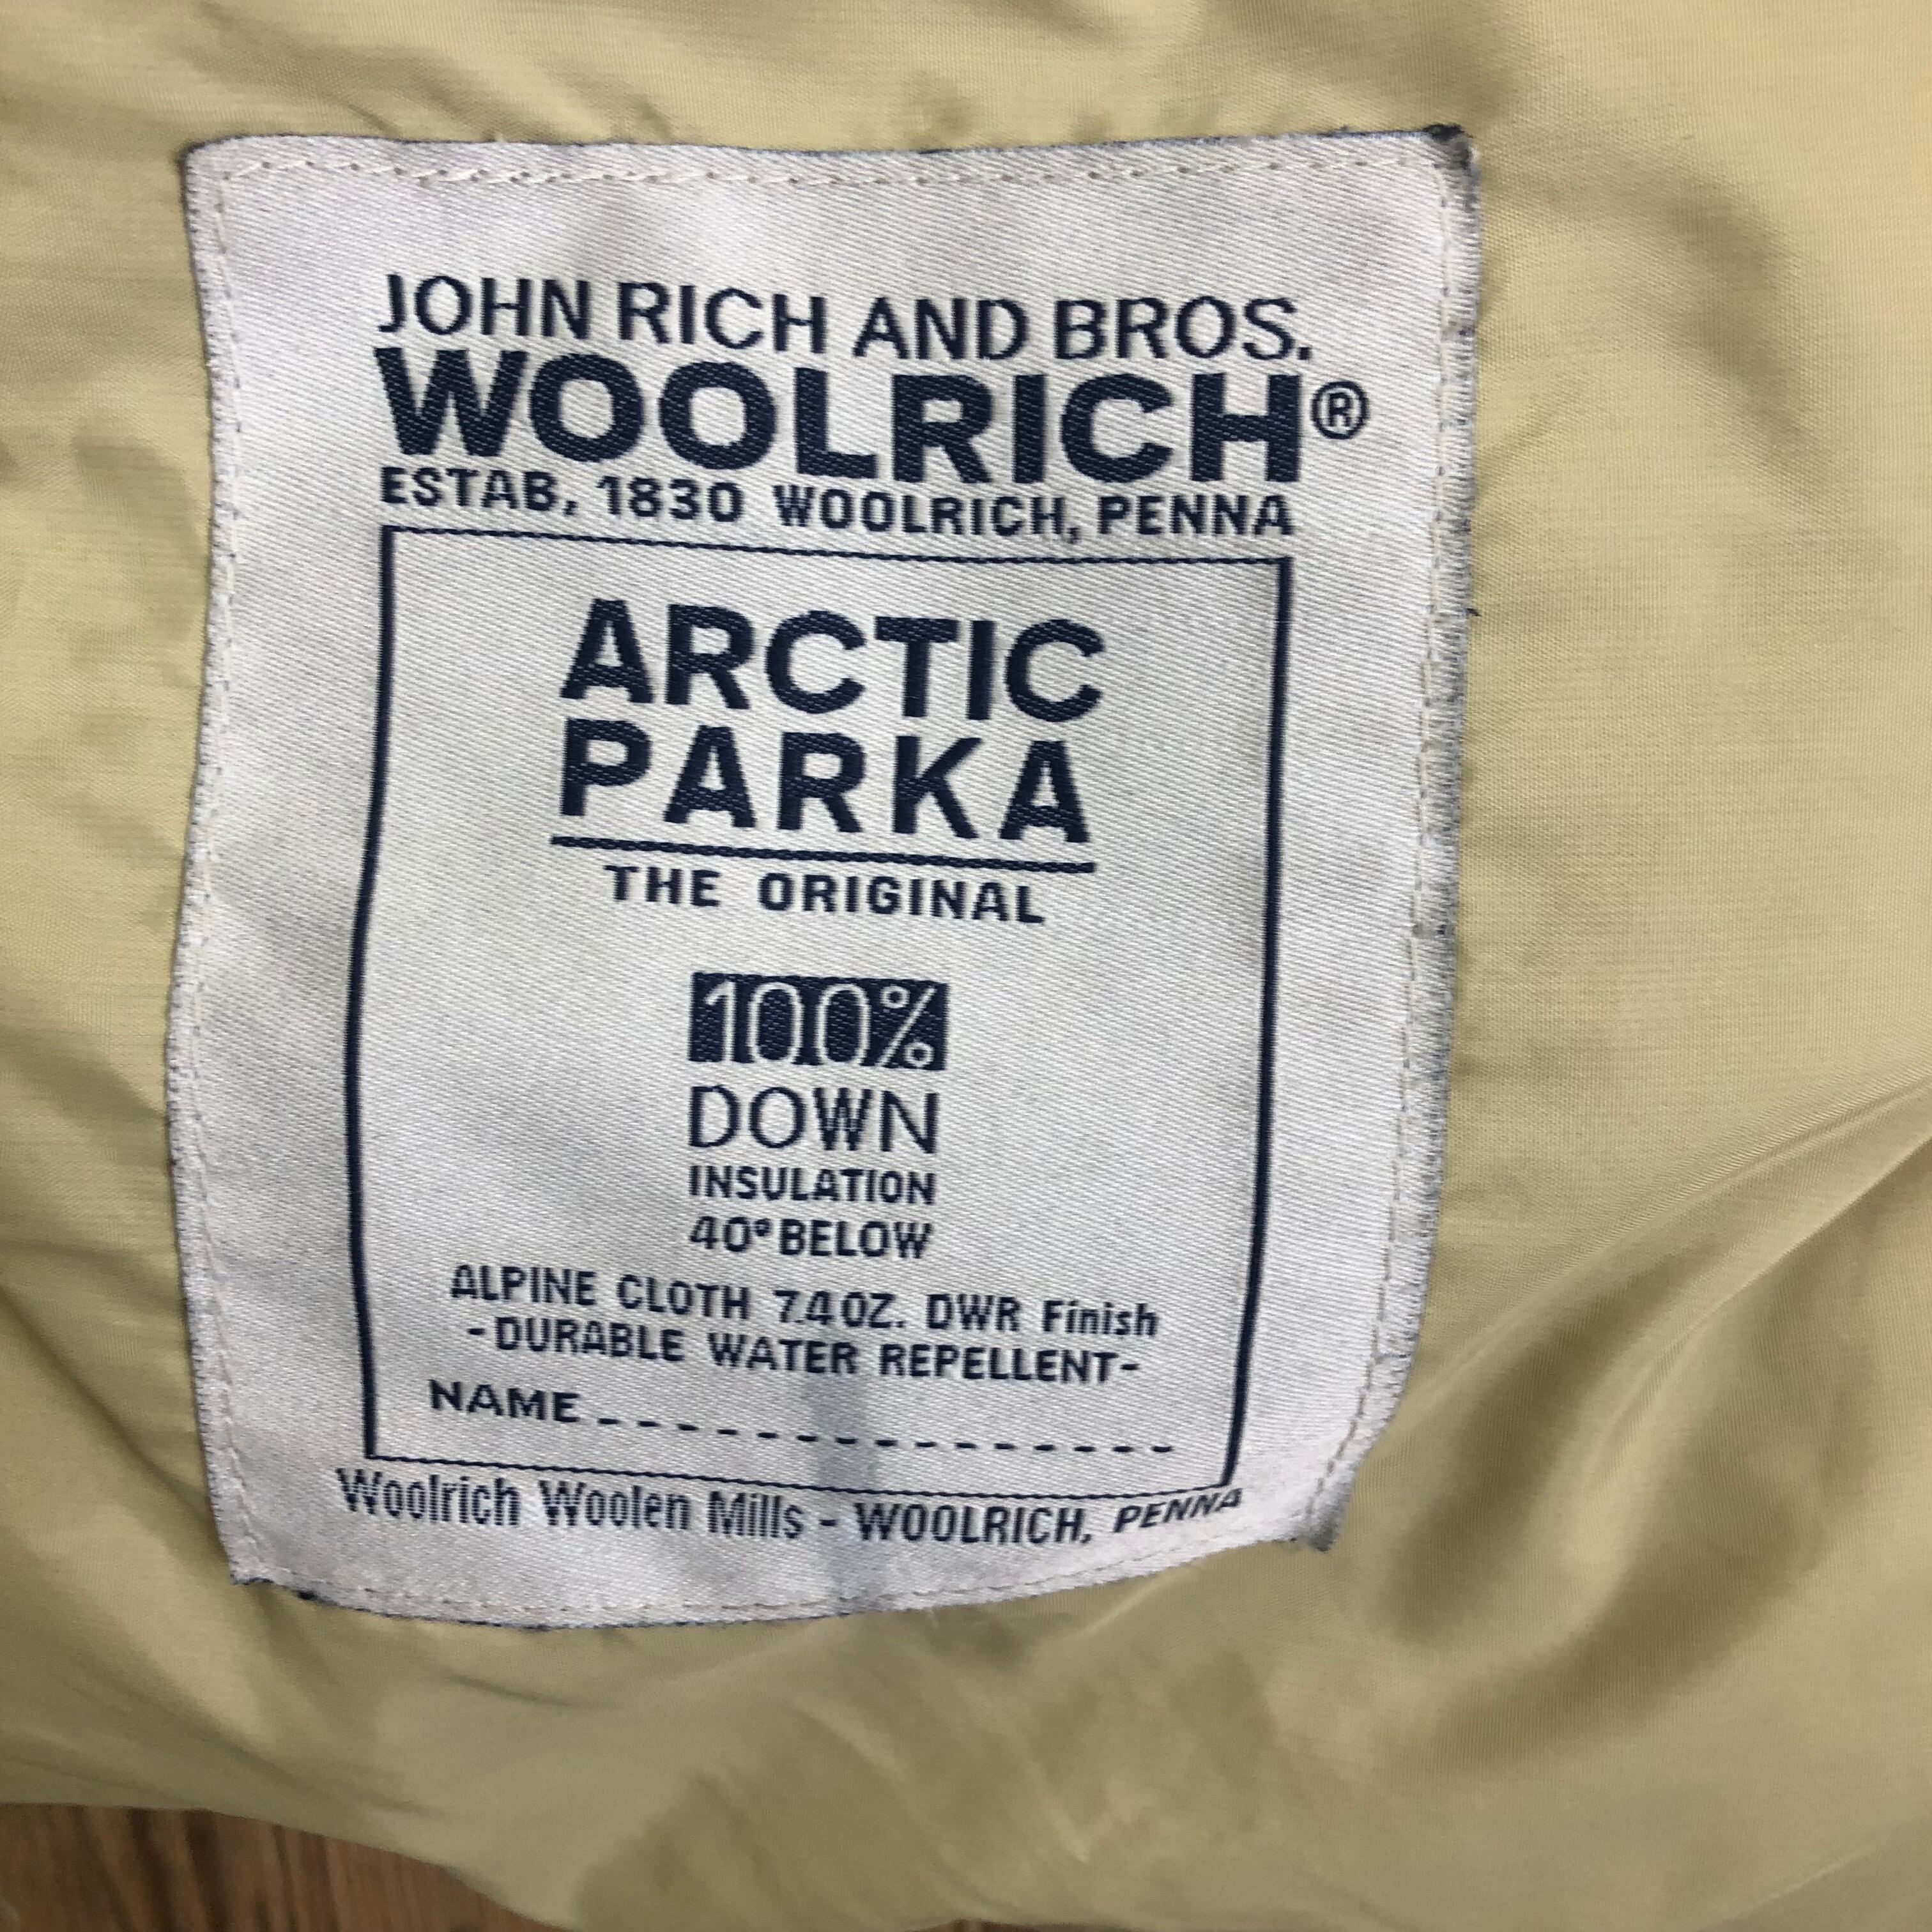 JOHN RICH AND BROS.
WOOLRICH®
ESTAB. 1830 WOOLRICH, PENNA
ARCTIC
PARKA
THE ORIGINAL
100%
DOWN
INSULATION
40° BELOW
ALPINE CLOTH 7.4 OZ. DWR Finish
-DURABLE WATER REPELLENT-
NAME _ _ _ _ _ _ _ _ _ _ _ _ _ _ _
Woolrich Woolen Mills - WOOLRICH, PENNA